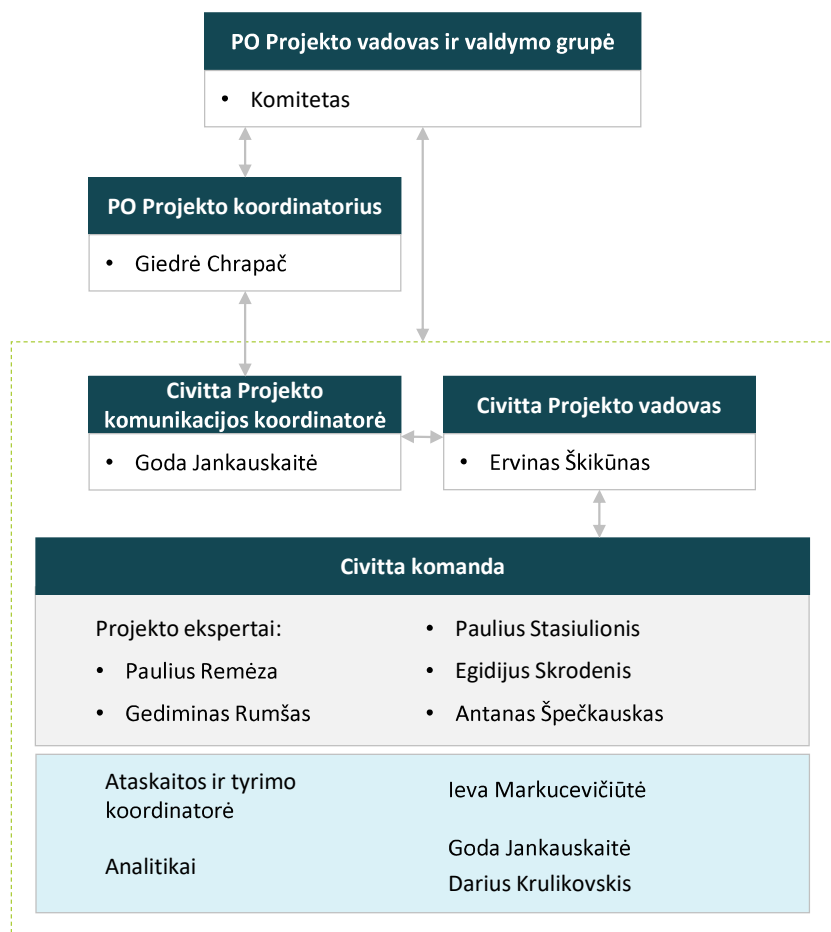 PO Projekto vadovas ir valdymo grupė
• Komitetas
PO Projekto koordinatorius
• Giedrė Chrapač
Civitta Projekto
komunikacijos koordinatorė
• Goda Jankauskaitė
Civitta Projekto vadovas
• Ervinas Škikūnas
Civitta komanda
Projekto ekspertai:
• Paulius Remėza
• Gediminas Rumšas
• Paulius Stasiulionis
• Egidijus Skrodenis
• Antanas Špečkauskas
Ataskaitos ir tyrimo
koordinatorė
Ieva Markucevičiūtė
Analitikai
Goda Jankauskaitė
Darius Krulikovskis